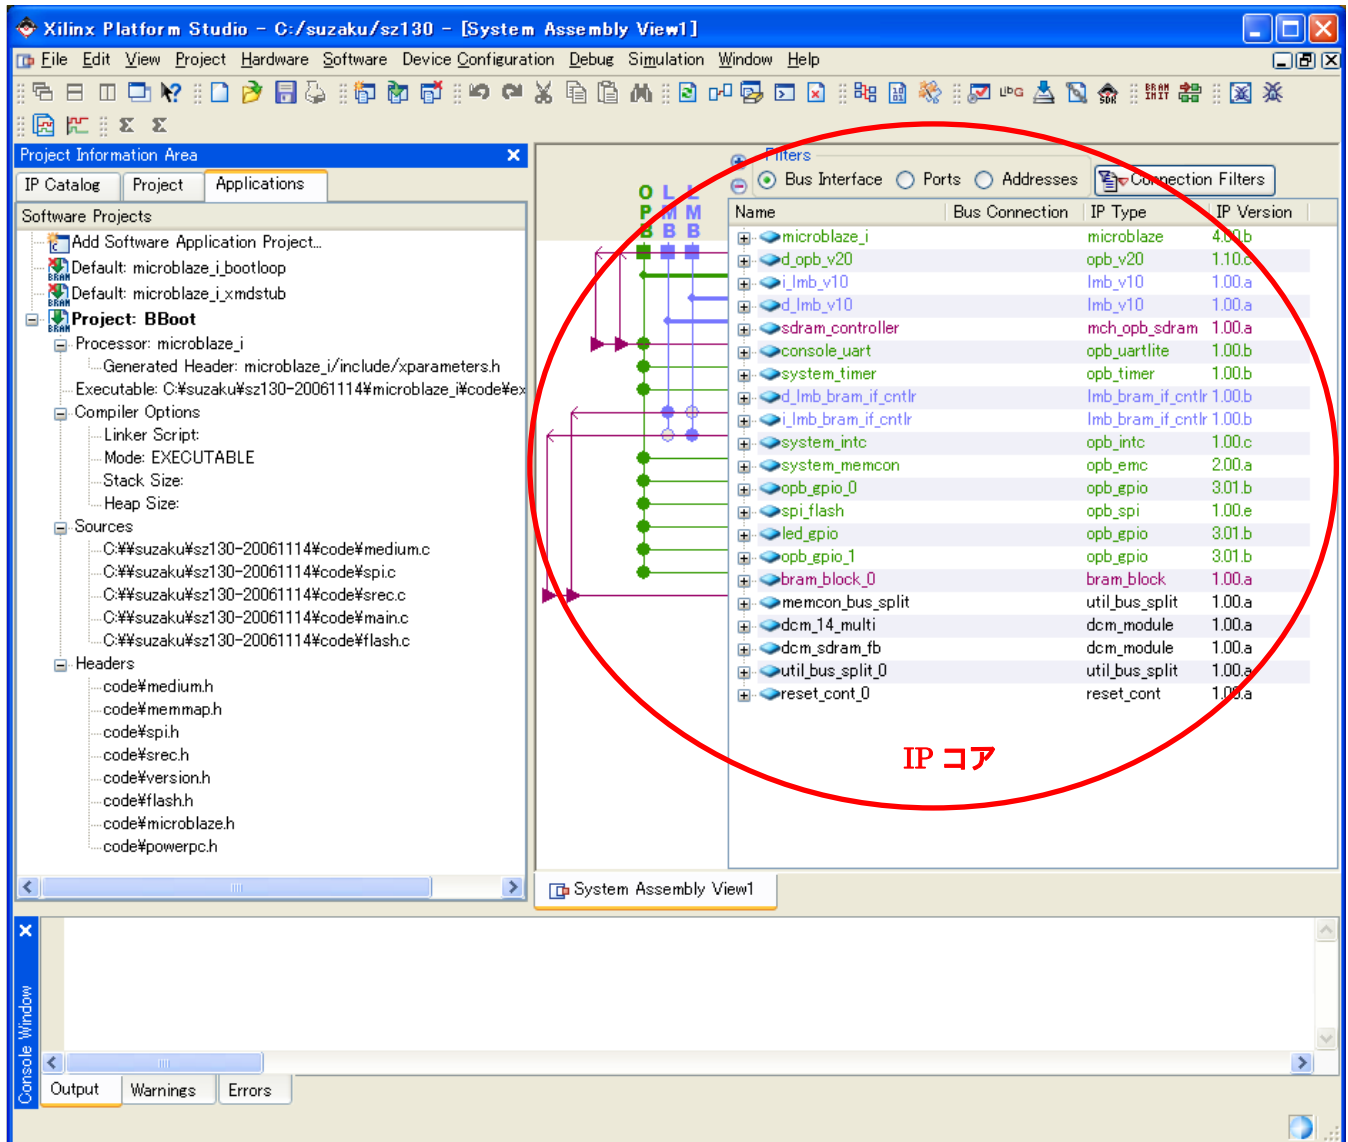 Xilinx Platform Studio - C:/suzaku/sz130 - [System Assembly View1]
File Edit View Project Hardware Software Device Configuration Debug Simulation Window Help
Project Information Area
IP Catalog Project Applications
Software Projects
Add Software Application Project...
Default: microblaze_i_bootloop
Default: microblaze_i_xmdstub
Project: BBoot
Processor: microblaze_i
Generated Header: microblaze_i/include/xparameters.h
Executable: C:¥suzaku¥sz130-20061114¥microblaze_i¥code¥ex
Compiler Options
Linker Script:
Mode: EXECUTABLE
Stack Size:
Heap Size:
Sources
C:¥¥suzaku¥sz130-20061114¥code¥medium.c
C:¥¥suzaku¥sz130-20061114¥code¥spi.c
C:¥¥suzaku¥sz130-20061114¥code¥srec.c
C:¥¥suzaku¥sz130-20061114¥code¥main.c
C:¥¥suzaku¥sz130-20061114¥code¥flash.c
Headers
code¥medium.h
code¥memmap.h
code¥spi.h
code¥srec.h
code¥version.h
code¥flash.h
code¥microblaze.h
code¥powerpc.h
OPB LMB LMB
Filters
Bus Interface Ports Addresses Connection Filters
Name Bus Connection IP Type IP Version
microblaze_i microblaze 4.00.b
d_opb_v20 opb_v20 1.10.c
i_lmb_v10 lmb_v10 1.00.a
d_lmb_v10 lmb_v10 1.00.a
sdram_controller mch_opb_sdram 1.00.a
console_uart opb_uartlite 1.00.b
system_timer opb_timer 1.00.b
d_lmb_bram_if_cntlr lmb_bram_if_cntlr 1.00.b
i_lmb_bram_if_cntlr lmb_bram_if_cntlr 1.00.b
system_intc opb_intc 1.00.c
system_memcon opb_emc 2.00.a
opb_gpio_0 opb_gpio 3.01.b
spi_flash opb_spi 1.00.e
led_gpio opb_gpio 3.01.b
opb_gpio_1 opb_gpio 3.01.b
bram_block_0 bram_block 1.00.a
memcon_bus_split util_bus_split 1.00.a
dcm_14_multi dcm_module 1.00.a
dcm_sdram_fb dcm_module 1.00.a
util_bus_split_0 util_bus_split 1.00.a
reset_cont_0 reset_cont 1.00.a
IP コア
System Assembly View1
Console Window
Output Warnings Errors